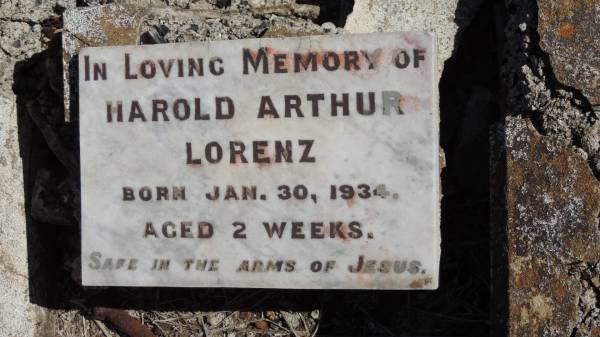 In Loving Memory of
HAROLD ARTHUR
LORENZ
BORN JAN. 30, 1934.
AGED 2 WEEKS.
Safe in the arms of Jesus.